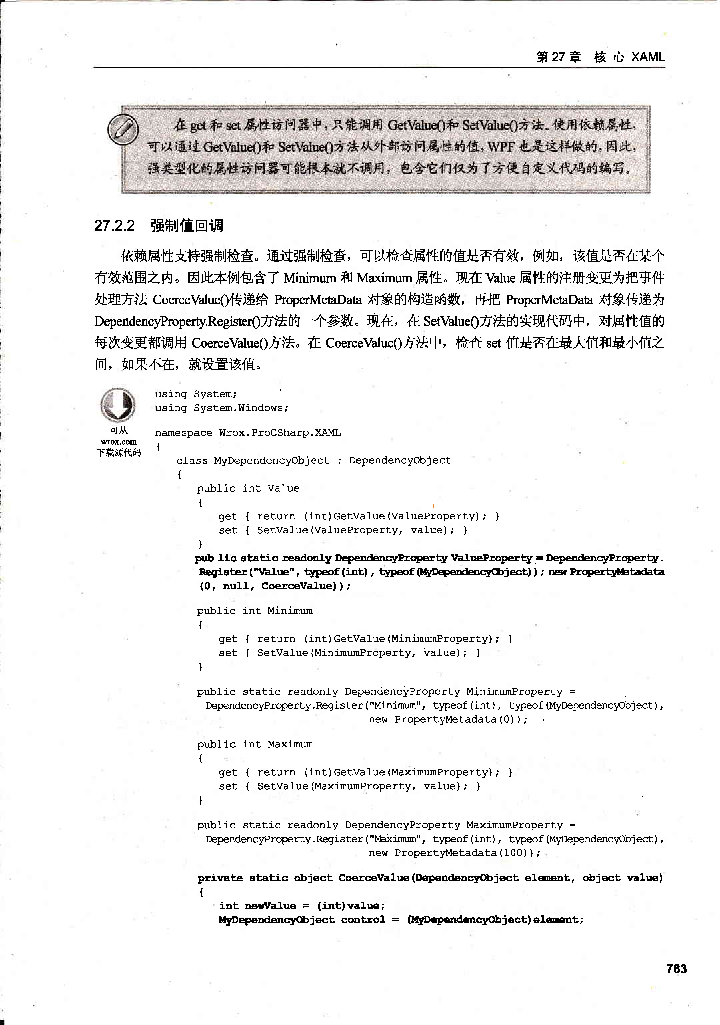 第 27 章 核 心 XAML
在 get 和 set 属性访问器中，只能调用 GetValue()和 SetValue()方法。使用依赖属性，
可以通过 GetValue()和 SetValue()方法从外部访问属性的值，WPF 也是这样做的，因此，
强类型化的属性访问器可能根本就不调用，包含它们仅为了方便自定义代码的编写。
27.2.2 强制值回调
依赖属性支持强制检查。通过强制检查，可以检查属性的值是否有效，例如，该值是否在某个
有效范围之内。因此本例包含了 Minimum 和 Maximum 属性。现在 Value 属性的注册变更为把事件
处理方法 CoerceValue()传递给 ProperMetaData 对象的构造函数，再把 ProperMetaData 对象传递为
DependencyProperty.Register()方法的一个参数。现在，在 SetValue()方法的实现代码中，对属性值的
每次变更都调用 CoerceValue()方法。在 CoerceValue()方法中，检查 set 值是否在最大值和最小值之
间，如果不在，就设置该值。
可从
wrox.com
下载源代码
using System;
using System.Windows;
namespace Wrox.ProCSharp.XAML
{
class MyDependencyObject : DependencyObject
{
public int Value
{
get { return (int)GetValue(ValueProperty); }
set { SetValue(ValueProperty, value); }
}
pub lic static readonly DependencyProperty ValueProperty = DependencyProperty.
Register("Value", typeof(int), typeof(MyDependencyObject)); new PropertyMetadata
(0, null, CoerceValue));
public int Minimum
{
get { return (int)GetValue(MinimumProperty); }
set { SetValue(MinimumProperty, value); }
}
public static readonly DependencyProperty MinimumProperty =
DependencyProperty.Register("Minimum", typeof(int), typeof(MyDependencyObject),
new PropertyMetadata(0));
public int Maximum
{
get { return (int)GetValue(MaximumProperty); }
set { SetValue(MaximumProperty, value); }
}
public static readonly DependencyProperty MaximumProperty =
DependencyProperty.Register("Maximum", typeof(int), typeof(MyDependencyObject),
new PropertyMetadata(100));
private static object CoerceValue(DependencyObject element, object value)
{
int newValue = (int)value;
MyDependencyObject control = (MyDependencyObject)element;
763